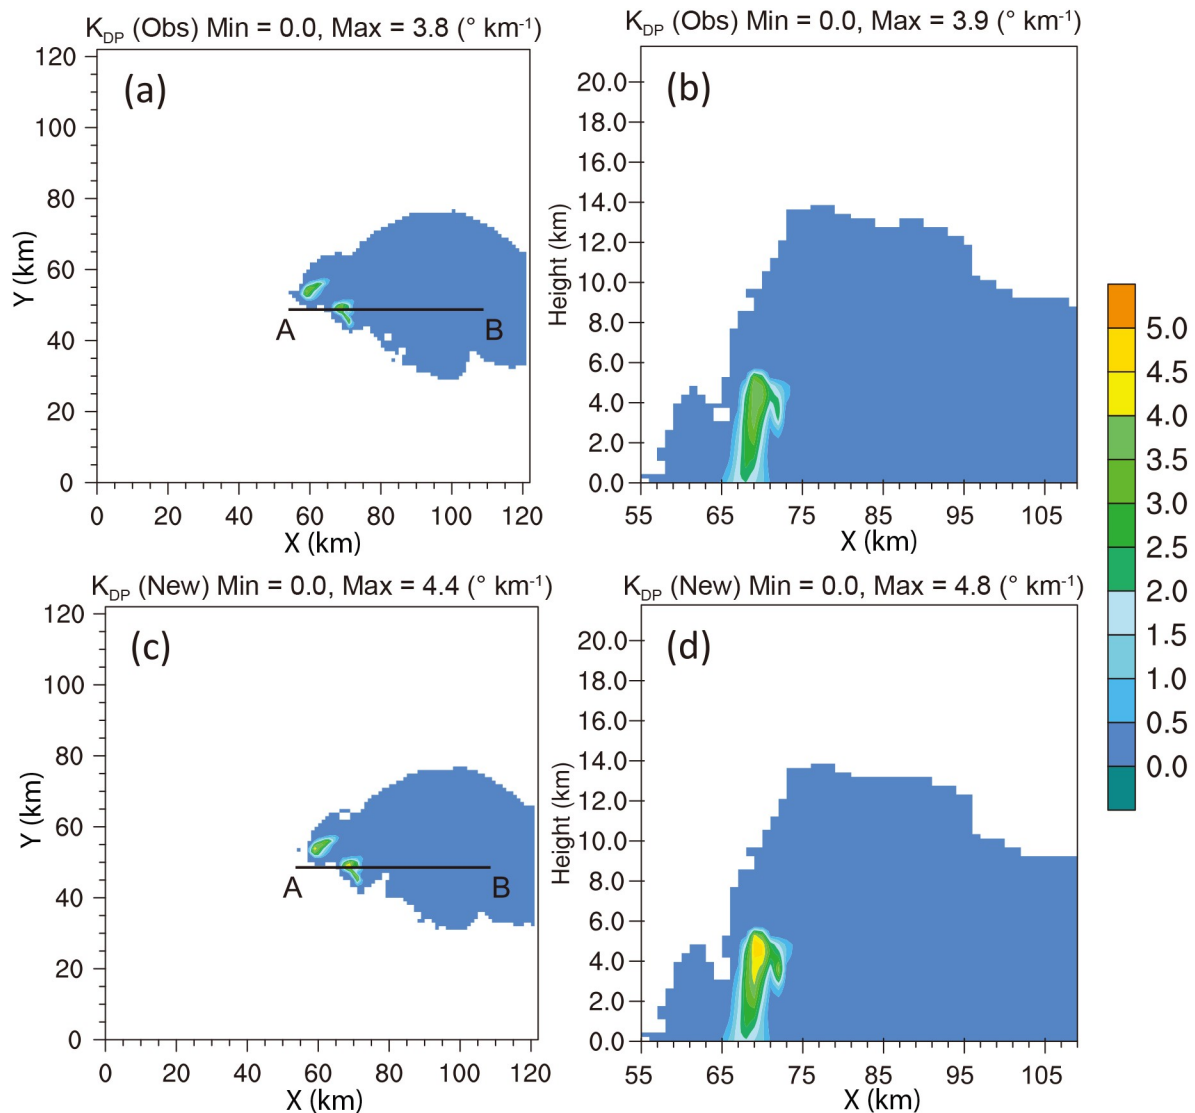 K_DP (Obs) Min = 0.0, Max = 3.8 (° km⁻¹)
(a)
120
100
80
60
40
20
0
Y (km)
A
B
0 20 40 60 80 100 120
X (km)
K_DP (Obs) Min = 0.0, Max = 3.9 (° km⁻¹)
(b)
20.0
18.0
16.0
14.0
12.0
10.0
8.0
6.0
4.0
2.0
0.0
Height (km)
55 65 75 85 95 105
X (km)
K_DP (New) Min = 0.0, Max = 4.4 (° km⁻¹)
(c)
120
100
80
60
40
20
0
Y (km)
A
B
0 20 40 60 80 100 120
X (km)
K_DP (New) Min = 0.0, Max = 4.8 (° km⁻¹)
(d)
20.0
18.0
16.0
14.0
12.0
10.0
8.0
6.0
4.0
2.0
0.0
Height (km)
55 65 75 85 95 105
X (km)
5.0
4.5
4.0
3.5
3.0
2.5
2.0
1.5
1.0
0.5
0.0